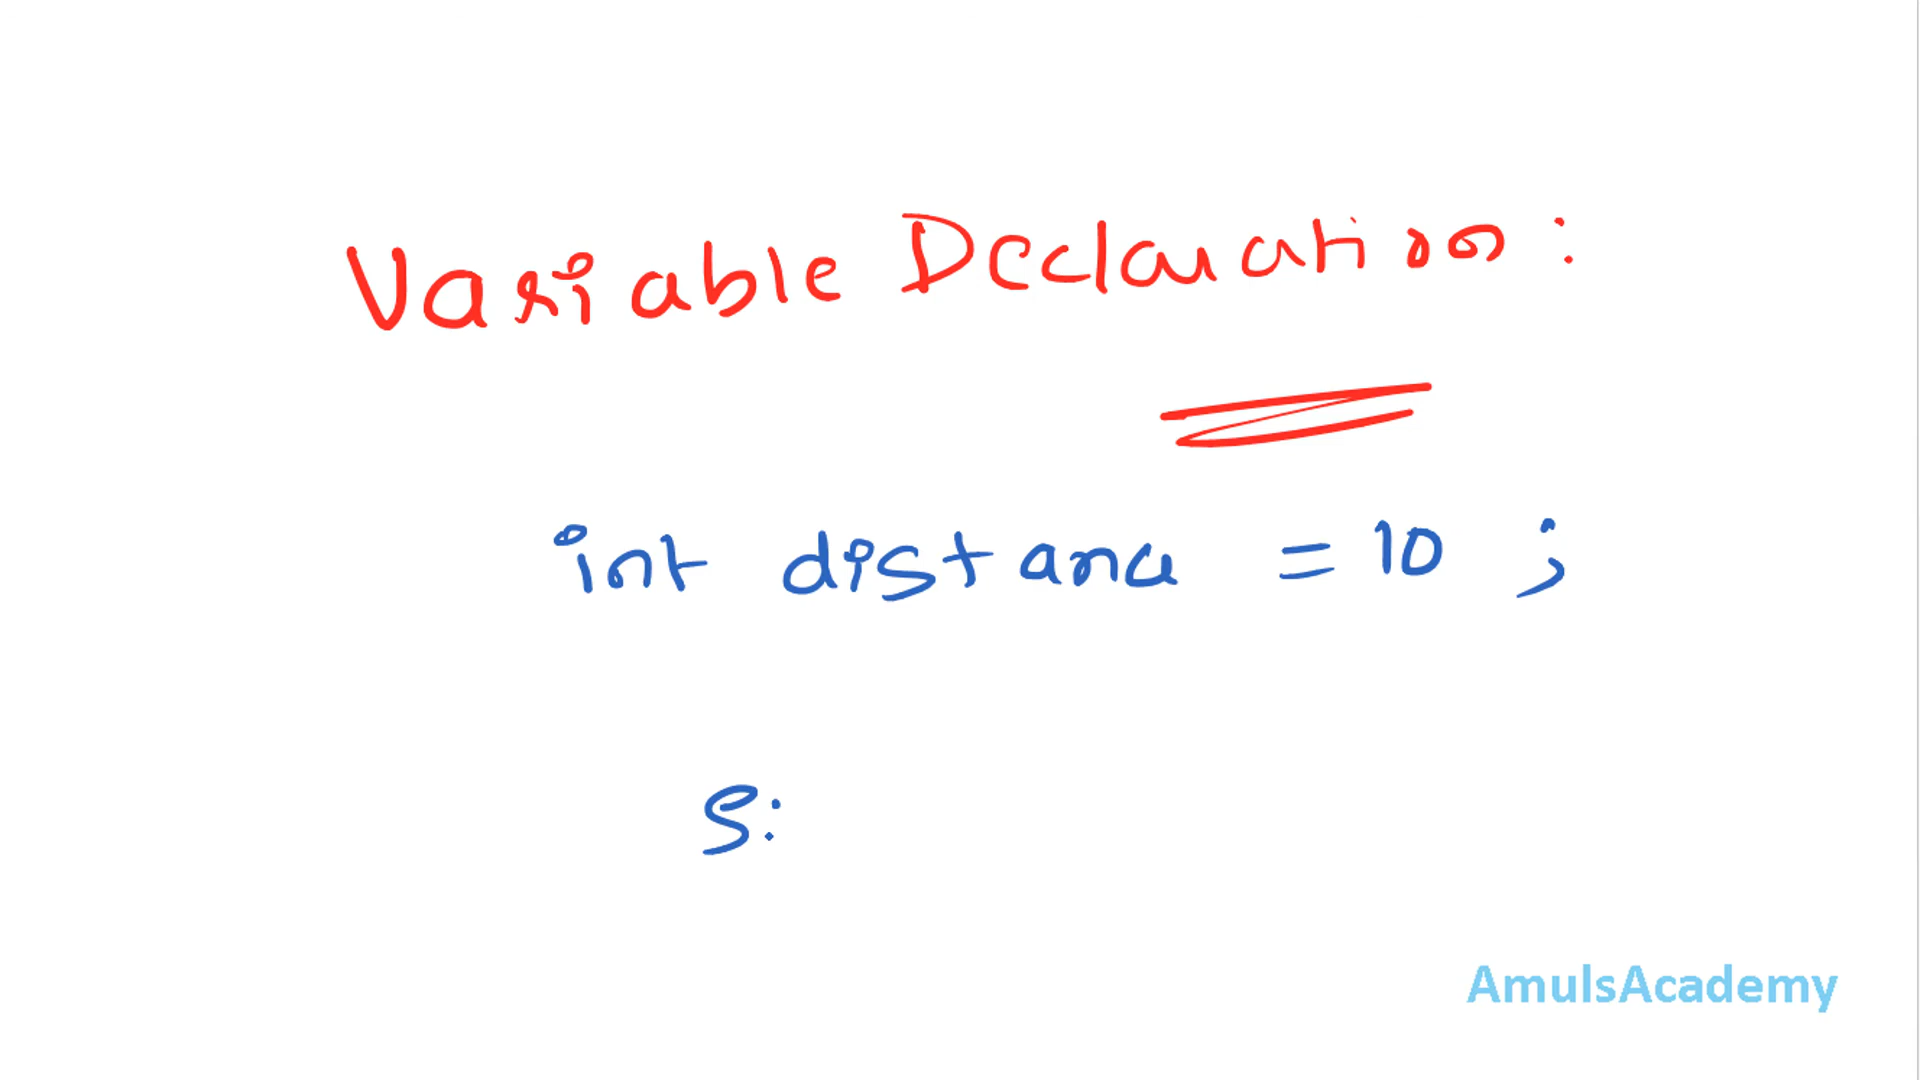 Variable Declaration :
int distance = 10 ;
S:
AmulsAcademy